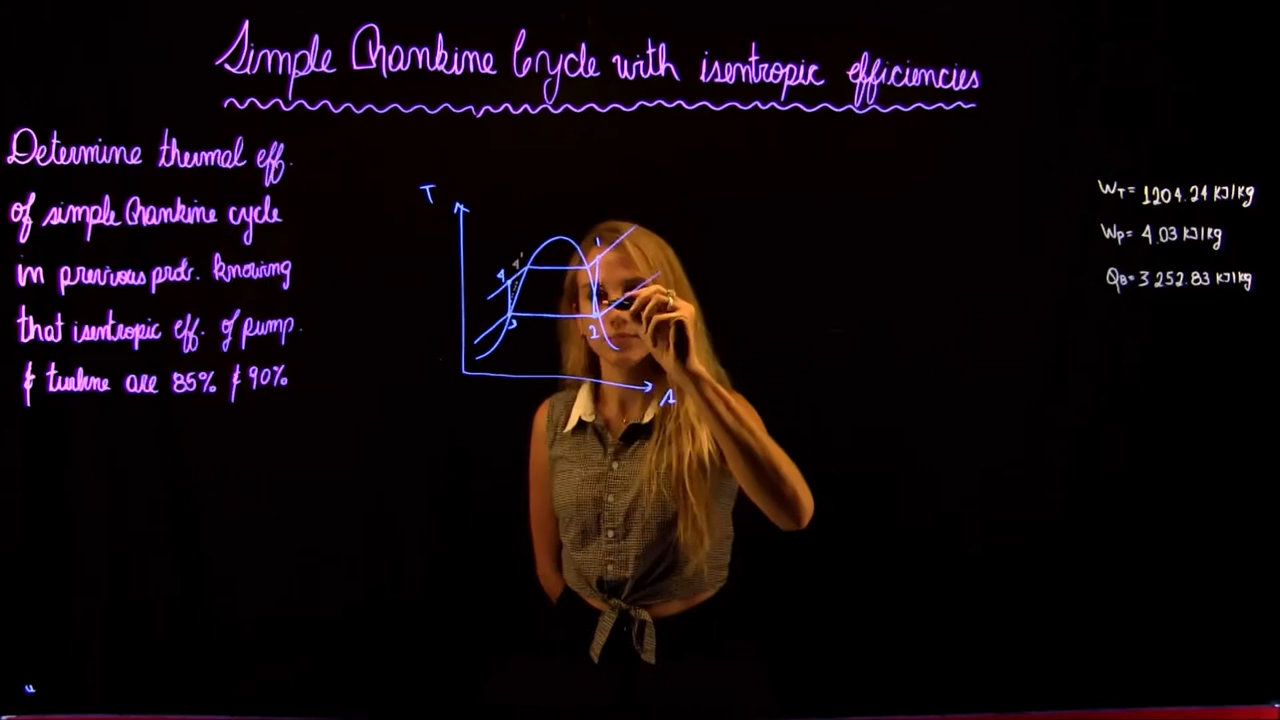 Simple Rankine Cycle with isentropic efficiencies
Determine thermal eff.
of simple Rankine cycle
in previous prob. knowing
that isentropic eff. of pump
& turbine are 85% & 90%
T
4 4' 1
3 2
s
WT = 1204.24 KJ/kg
WP = 4.03 KJ/kg
QB = 3252.83 KJ/kg